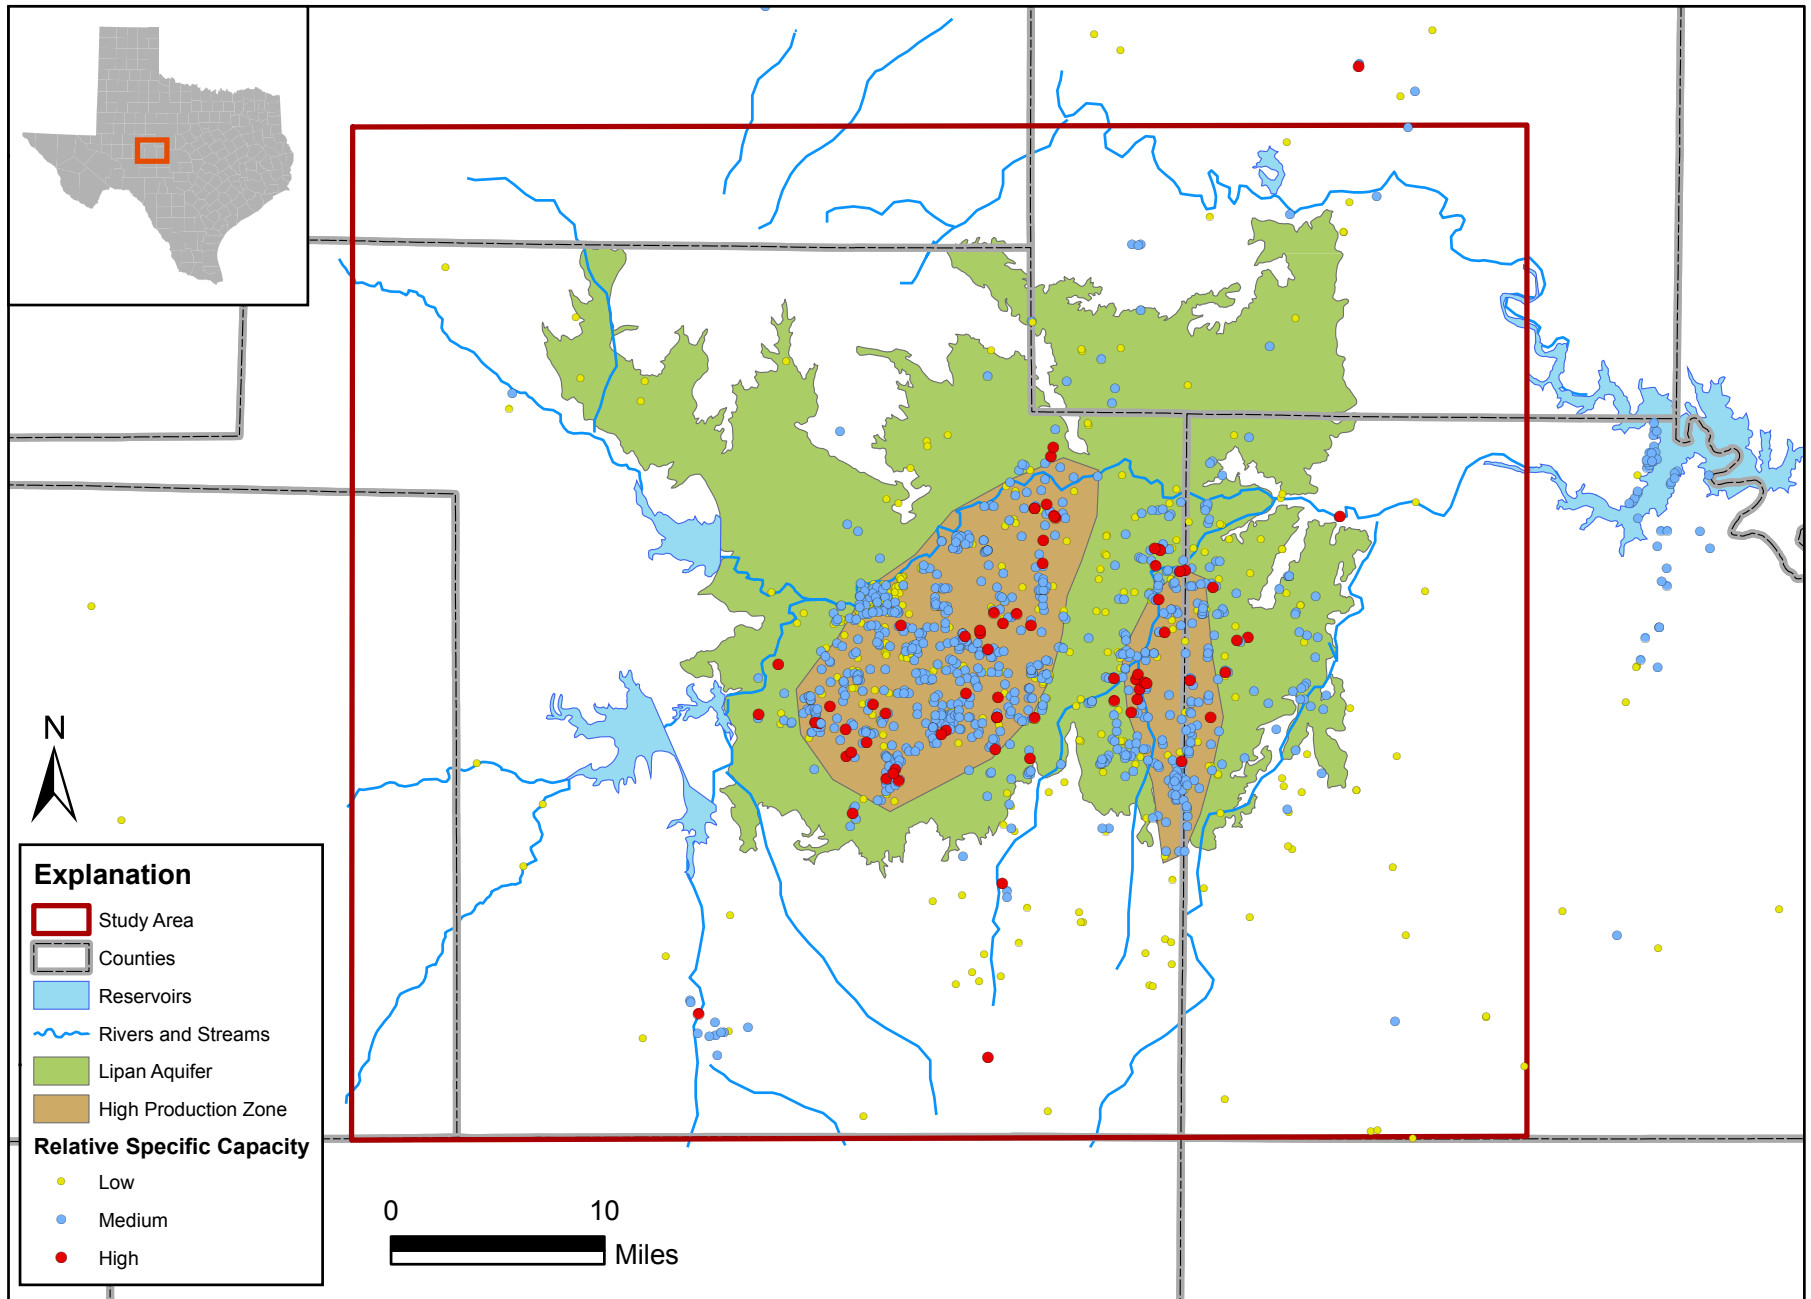 N
Explanation
Study Area
Counties
Reservoirs
Rivers and Streams
Lipan Aquifer
High Production Zone
Relative Specific Capacity
Low
Medium
High
0 10
Miles